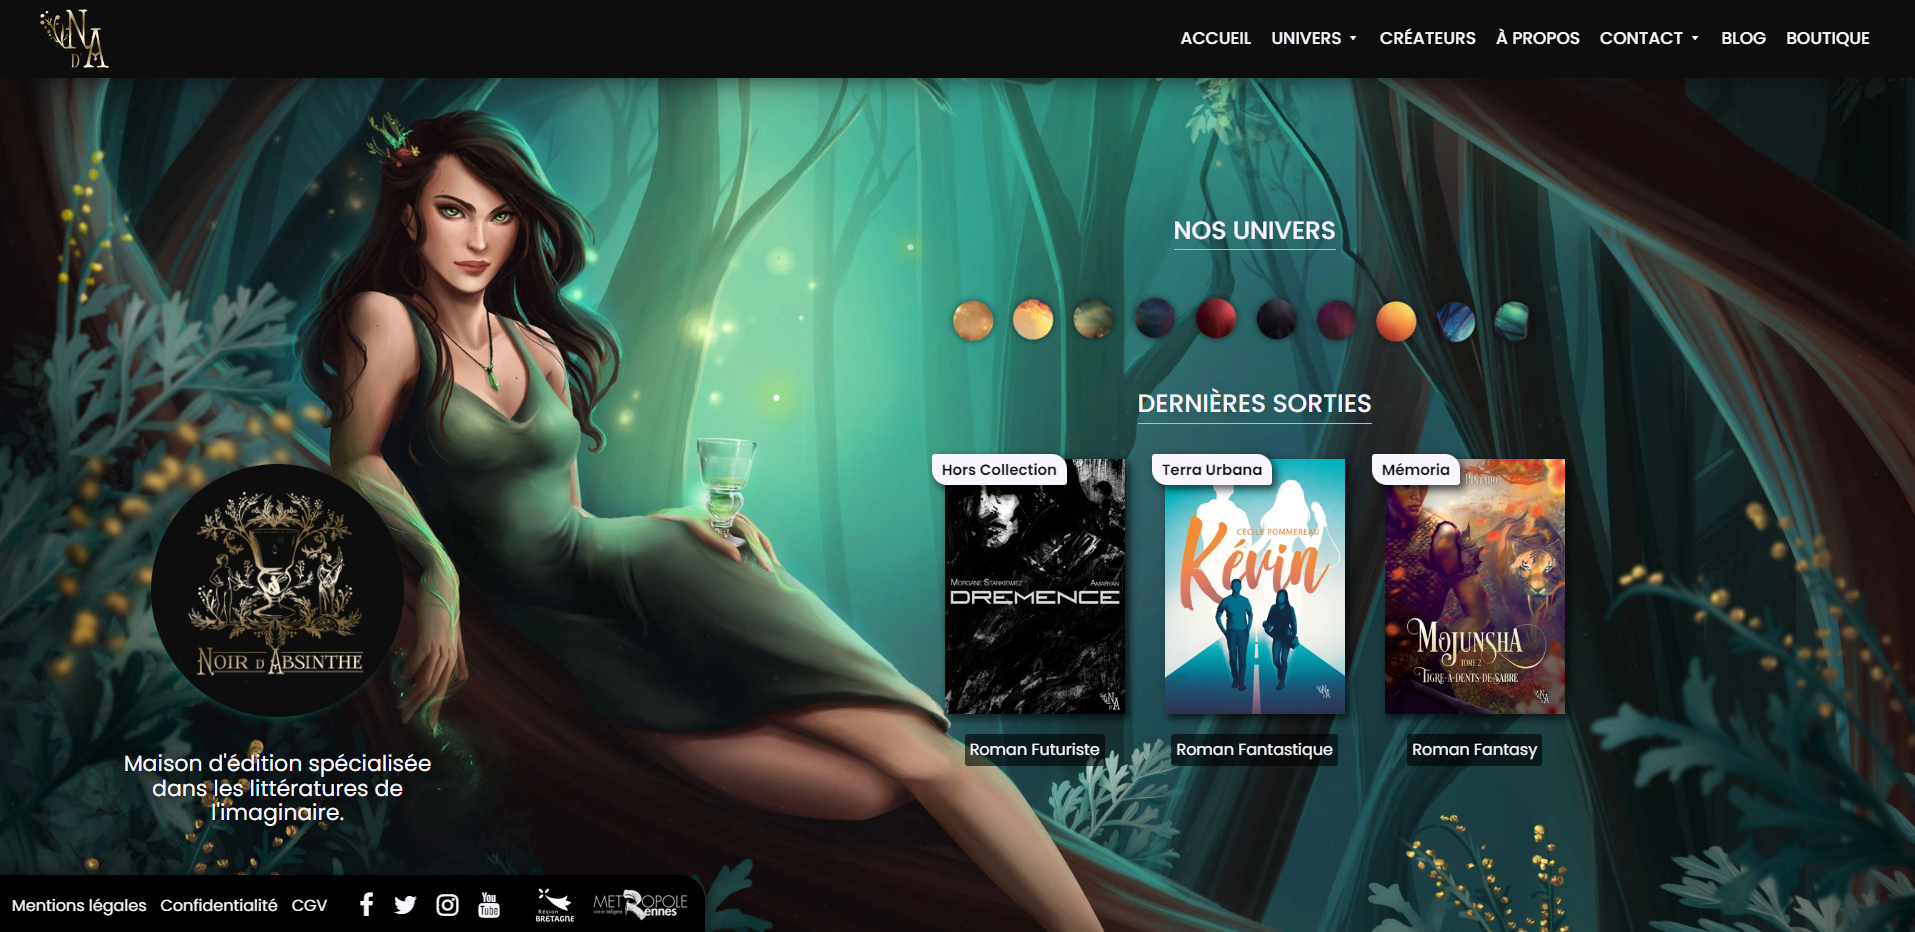 NA
D'
ACCUEIL UNIVERS CRÉATEURS À PROPOS CONTACT BLOG BOUTIQUE
NOS UNIVERS
DERNIÈRES SORTIES
Hors Collection
MORGANE STANKIEWIEZ AMARYAN
DREMENCE
Roman Futuriste
Terra Urbana
CÉCILE POMMEREAU
Kévin
Roman Fantastique
Mémoria
PINTADO
MOJUNSHA
TOME 2
TIGRE-À-DENTS-DE-SABRE
Roman Fantasy
NOIR D'ABSINTHE
Maison d'édition spécialisée
dans les littératures de
l'imaginaire.
Mentions légales Confidentialité CGV
You
Tube
Région
BRETAGNE
METROPOLE
Rennes